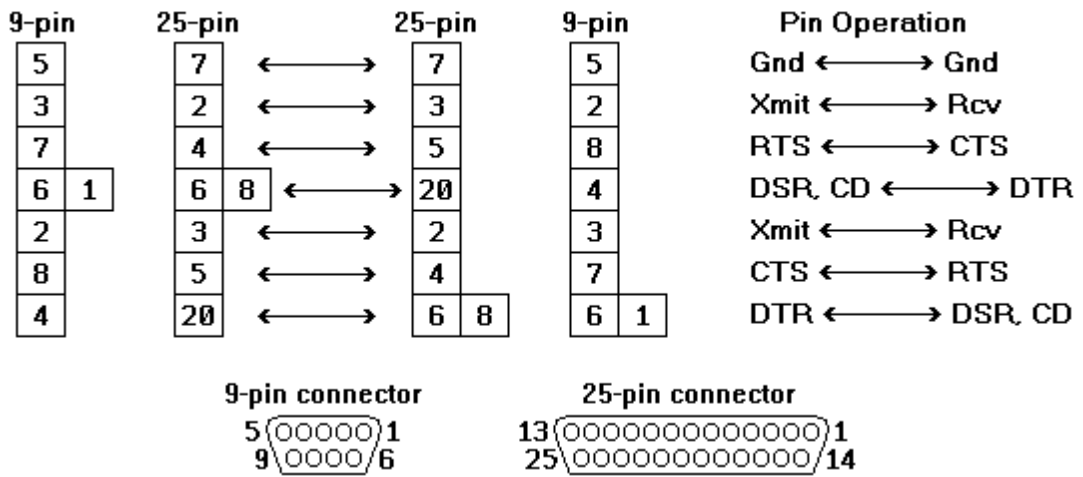 9-pin 25-pin 25-pin 9-pin Pin Operation
5 7 7 5 Gnd Gnd
3 2 3 2 Xmit Rcv
7 4 5 8 RTS CTS
6 1 6 8 20 4 DSR, CD DTR
2 3 2 3 Xmit Rcv
8 5 4 7 CTS RTS
4 20 6 8 6 1 DTR DSR, CD
9-pin connector 25-pin connector
5 1 13 1
9 6 25 14